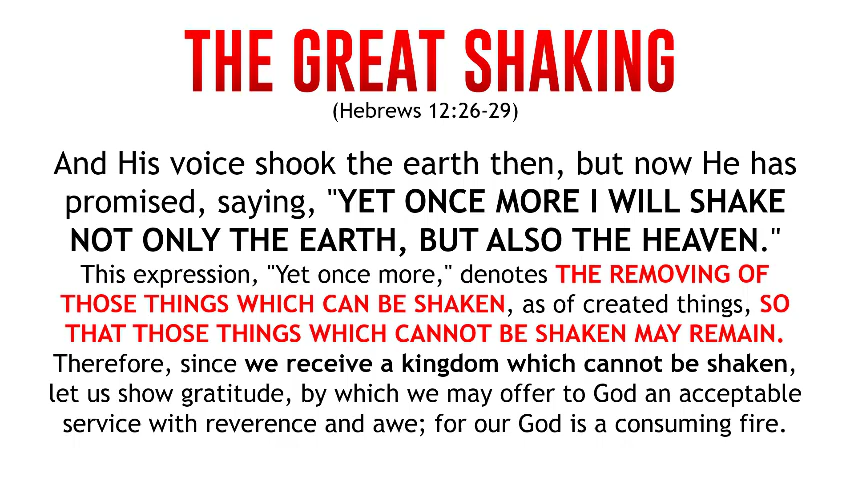 THE GREAT SHAKING
(Hebrews 12:26-29)
And His voice shook the earth then, but now He has
promised, saying, "YET ONCE MORE I WILL SHAKE
NOT ONLY THE EARTH, BUT ALSO THE HEAVEN."
This expression, "Yet once more," denotes THE REMOVING OF
THOSE THINGS WHICH CAN BE SHAKEN, as of created things, SO
THAT THOSE THINGS WHICH CANNOT BE SHAKEN MAY REMAIN.
Therefore, since we receive a kingdom which cannot be shaken,
let us show gratitude, by which we may offer to God an acceptable
service with reverence and awe; for our God is a consuming fire.